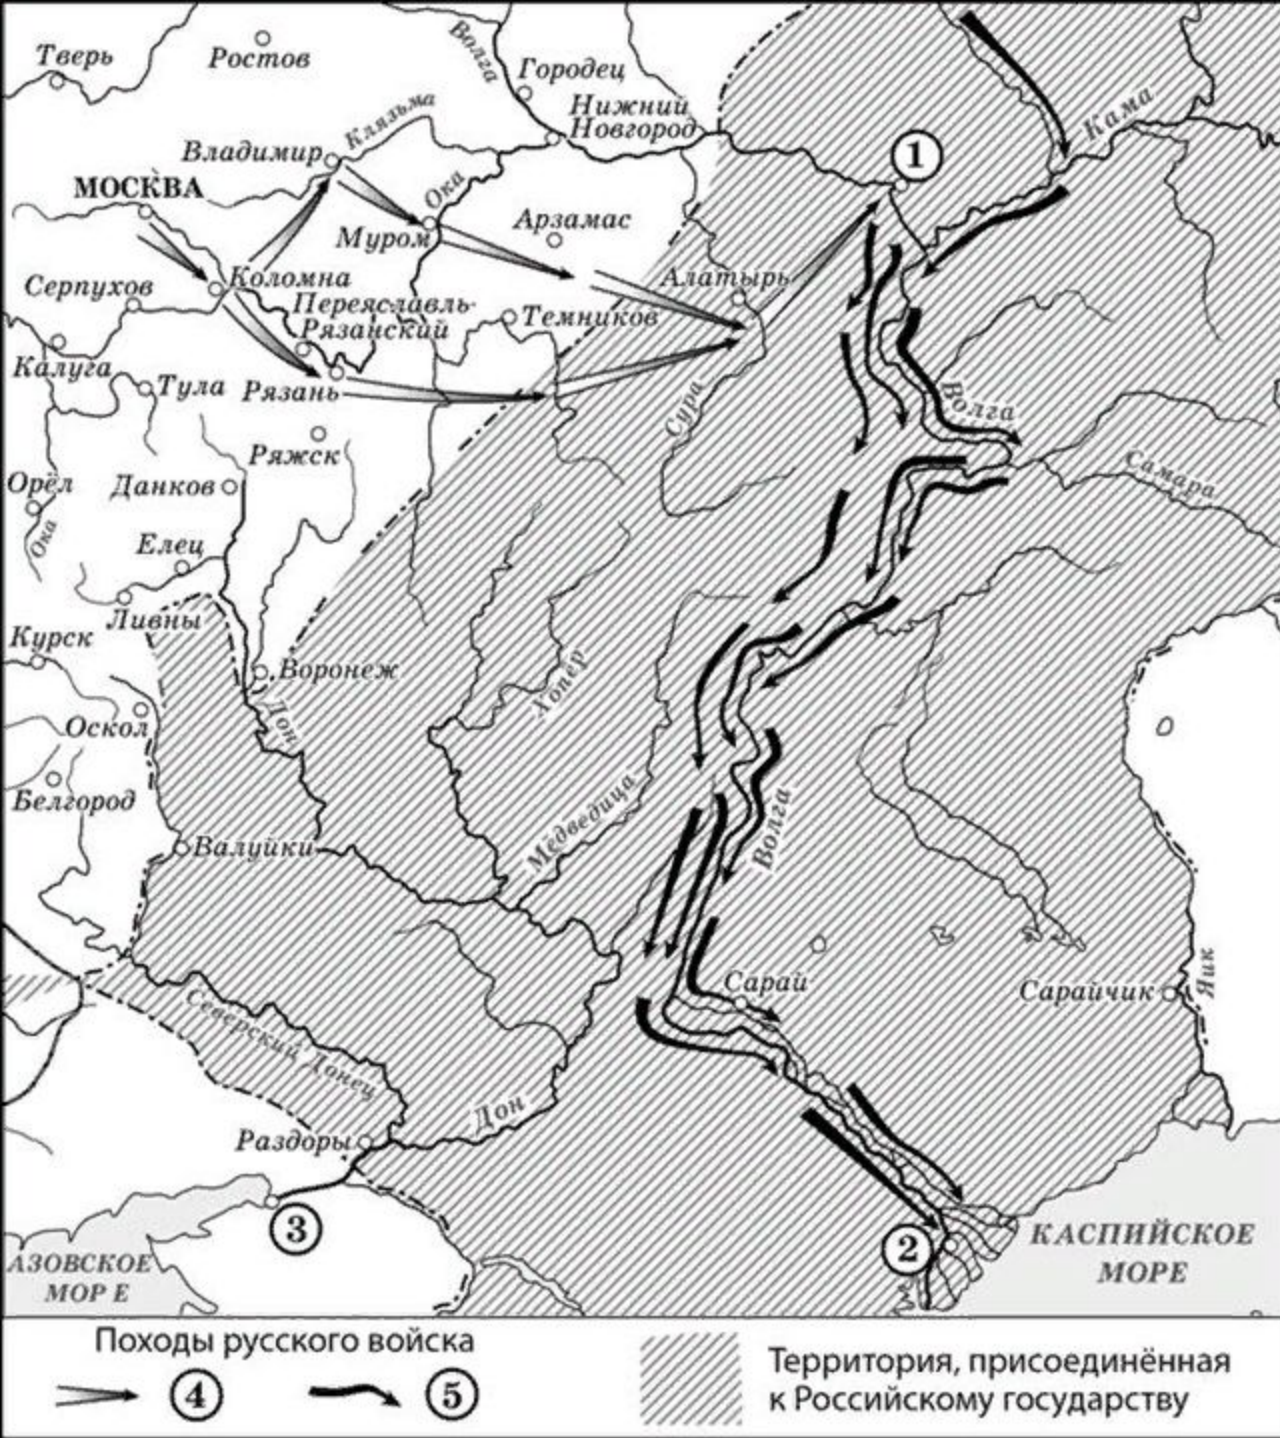 Тверь
Ростов
Волга
Городец
Нижний
Новгород
Кама
1
Клязьма
Владимир
МОСКВА
Ока
Муром
Арзамас
Серпухов
Коломна
Переяславль-
Рязанский
Алатырь
Темников
Калуга
Тула
Рязань
Сура
Волга
Ряжск
Самара
Орёл
Данков
Ока
Елец
Ливны
Курск
Воронеж
Хопёр
Оскол
Дон
Белгород
Медведица
Волга
Валуйки
Сарай
Сарайчик
Яик
Северский Донец
Дон
Раздоры
3
АЗОВСКОЕ
МОРЕ
2
КАСПИЙСКОЕ
МОРЕ
Походы русского войска
4
5
Территория, присоединённая
к Российскому государству